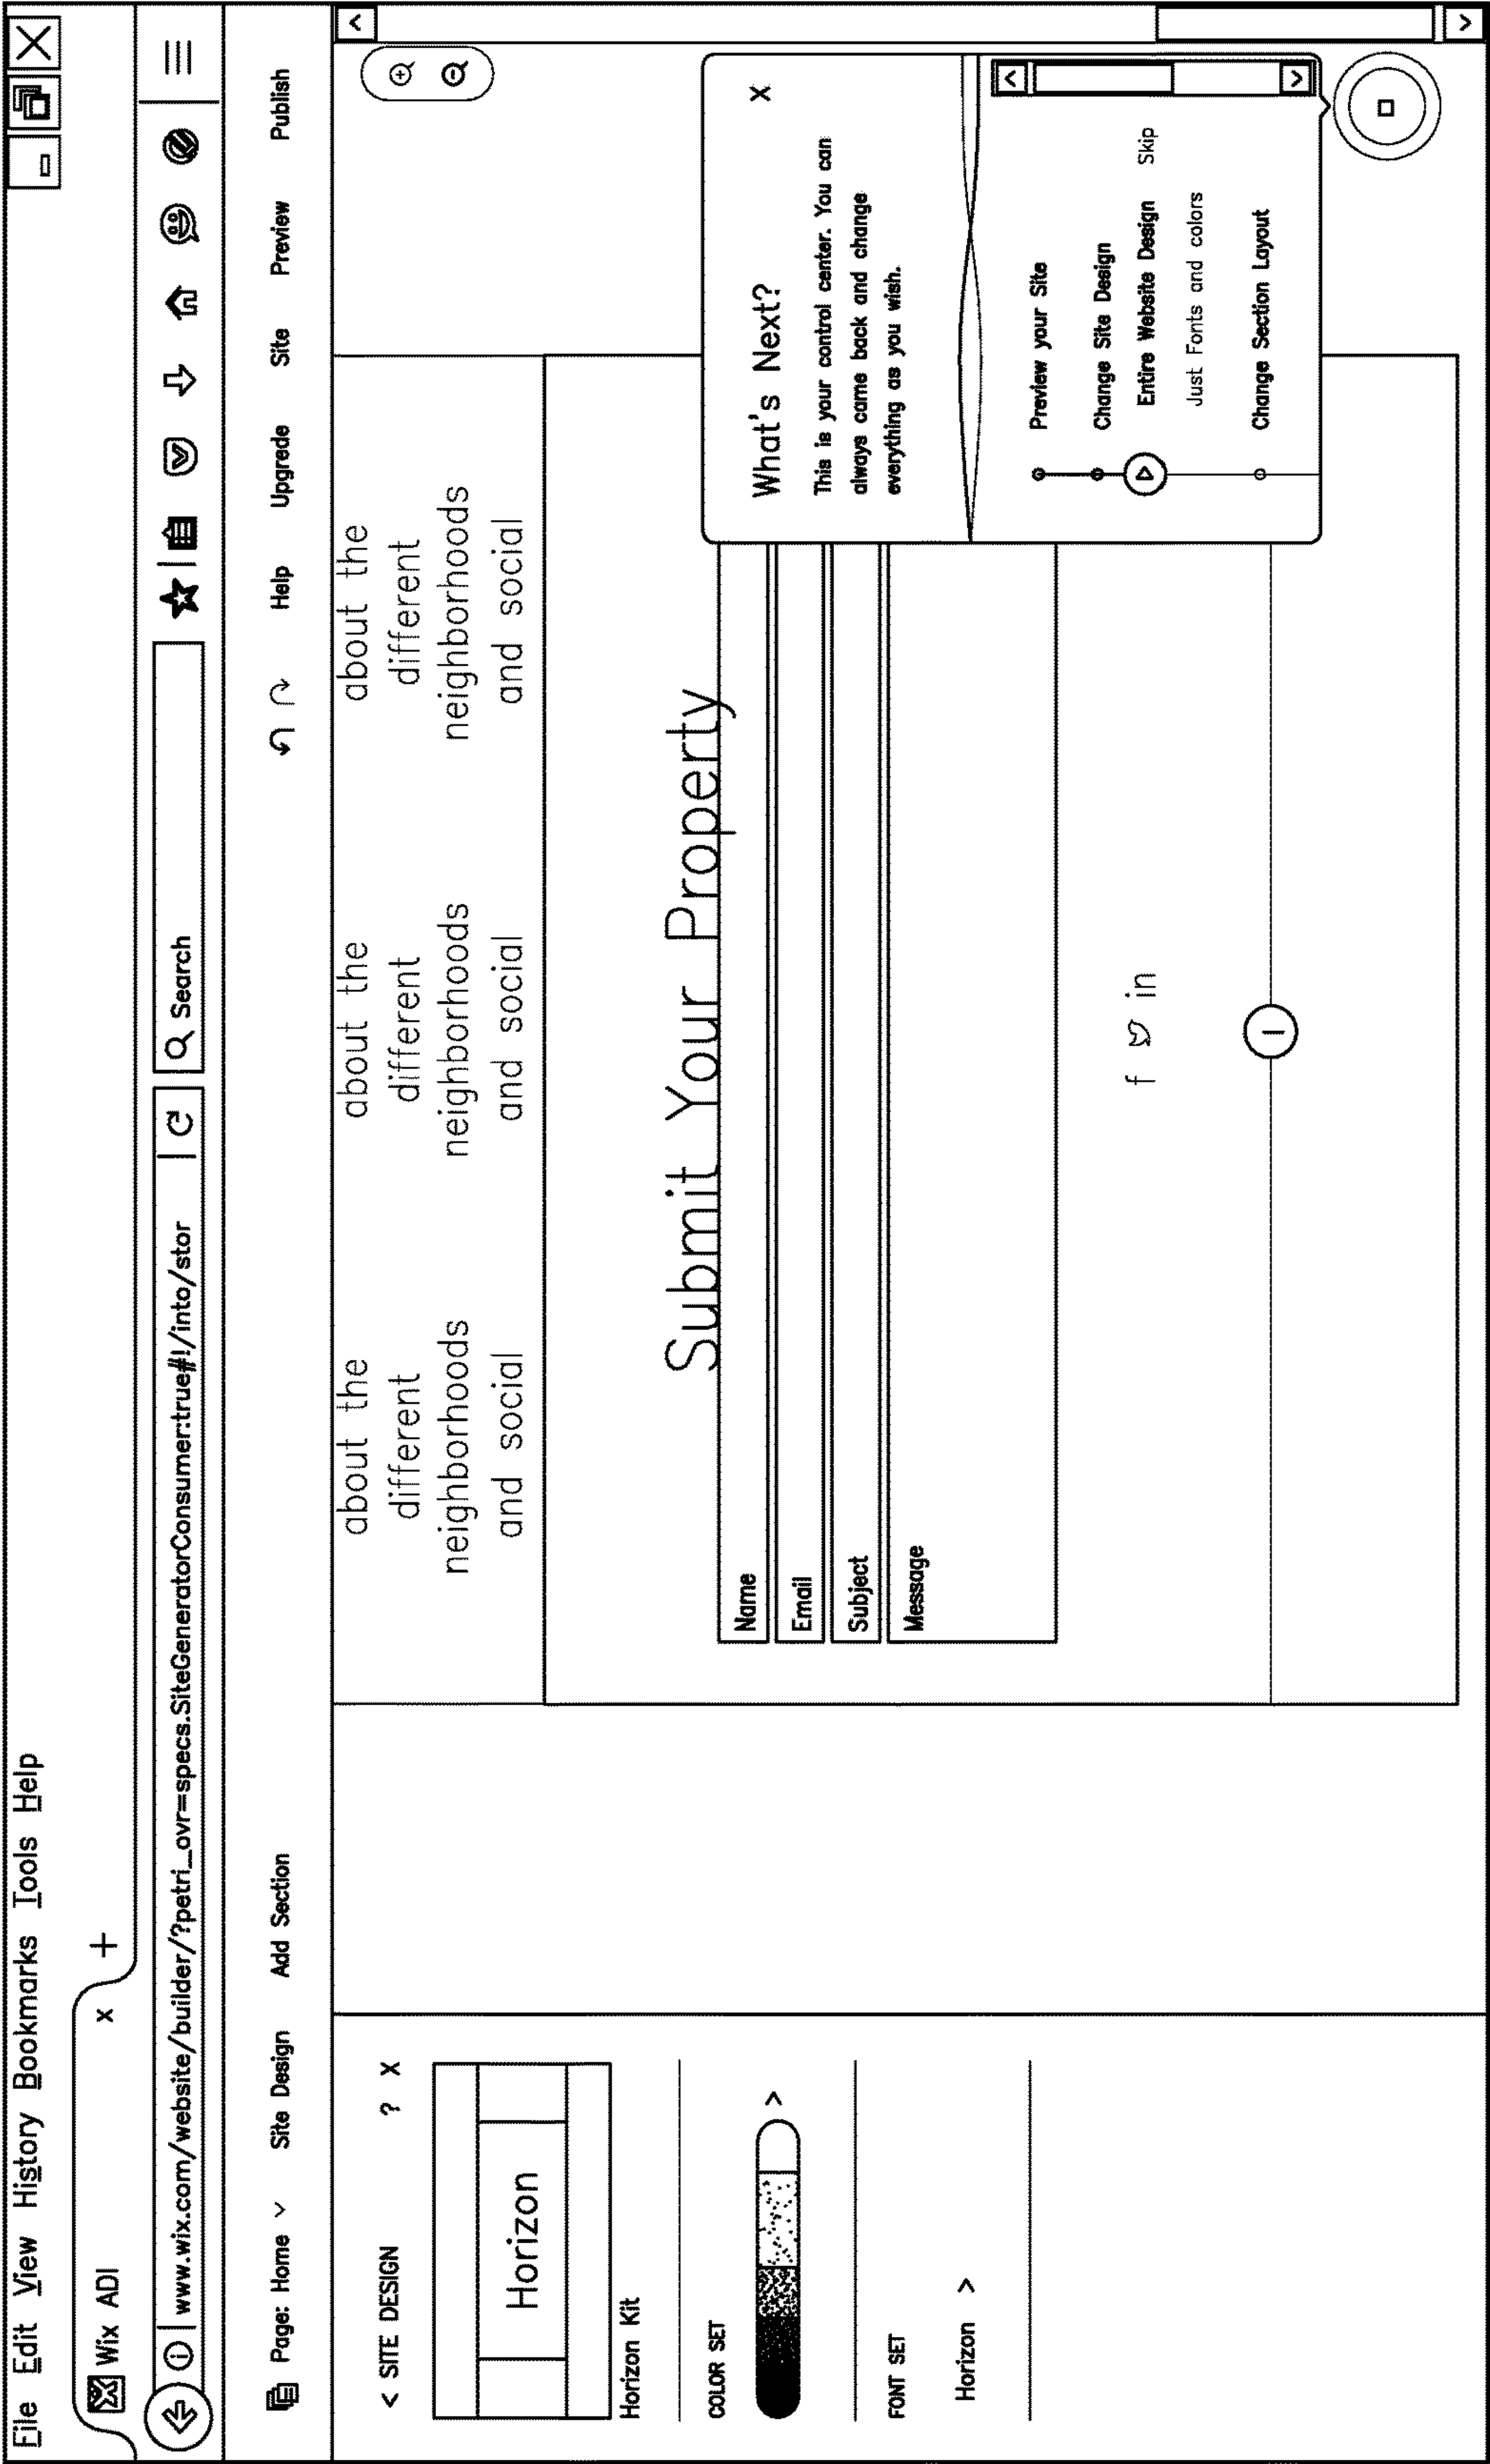 File Edit View History Bookmarks Tools Help
Wix ADI x +
www.wix.com/website/builder/?petri_ovr=specs.SiteGeneratorConsumer:true#!/into/stor
Search
Page: Home Site Design Add Section Help Upgrede Site Preview Publish
< SITE DESIGN ? X
Horizon
Horizon Kit
COLOR SET >
FONT SET
Horizon >
about the
different
neighborhoods
and social
about the
different
neighborhoods
and social
about the
different
neighborhoods
and social
Submit Your Property
Name
Email
Subject
Message
f in
What's Next? X
This is your control center. You can
always came back and change
everything as you wish.
Preview your Site
Change Site Design
Entire Website Design Skip
Just Fonts and colors
Change Section Layout